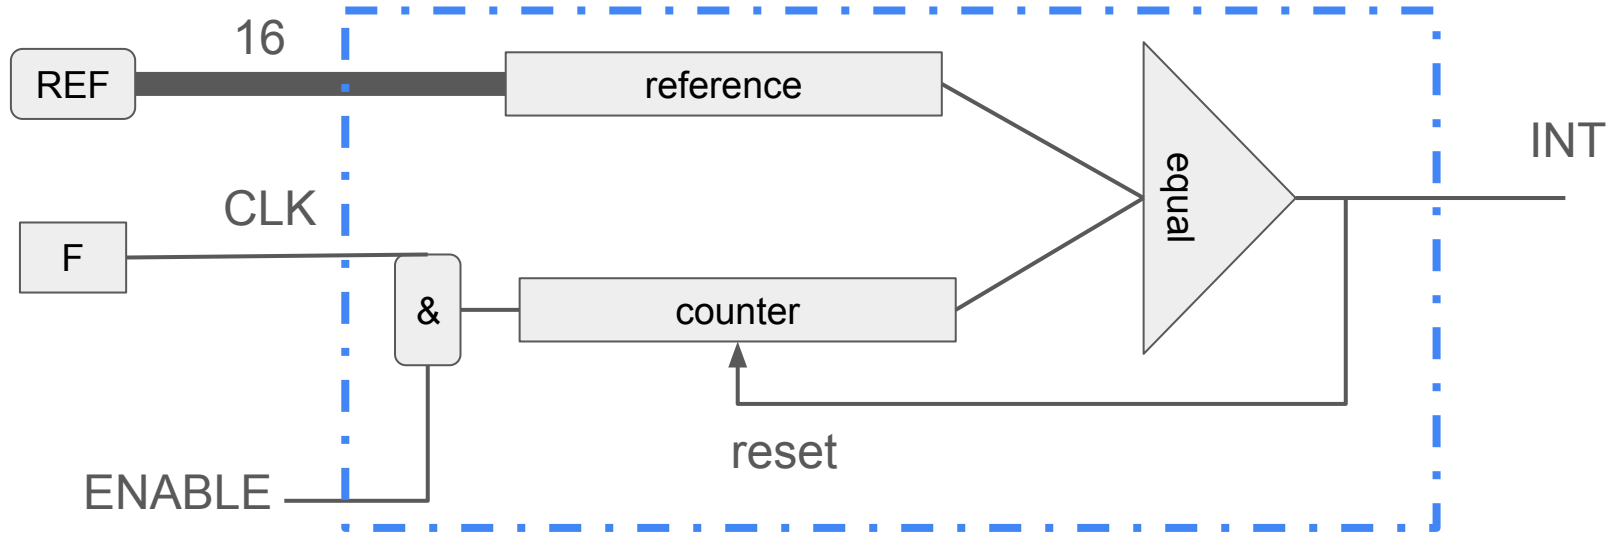 16
REF
reference
INT
equal
CLK
F
&
counter
reset
ENABLE